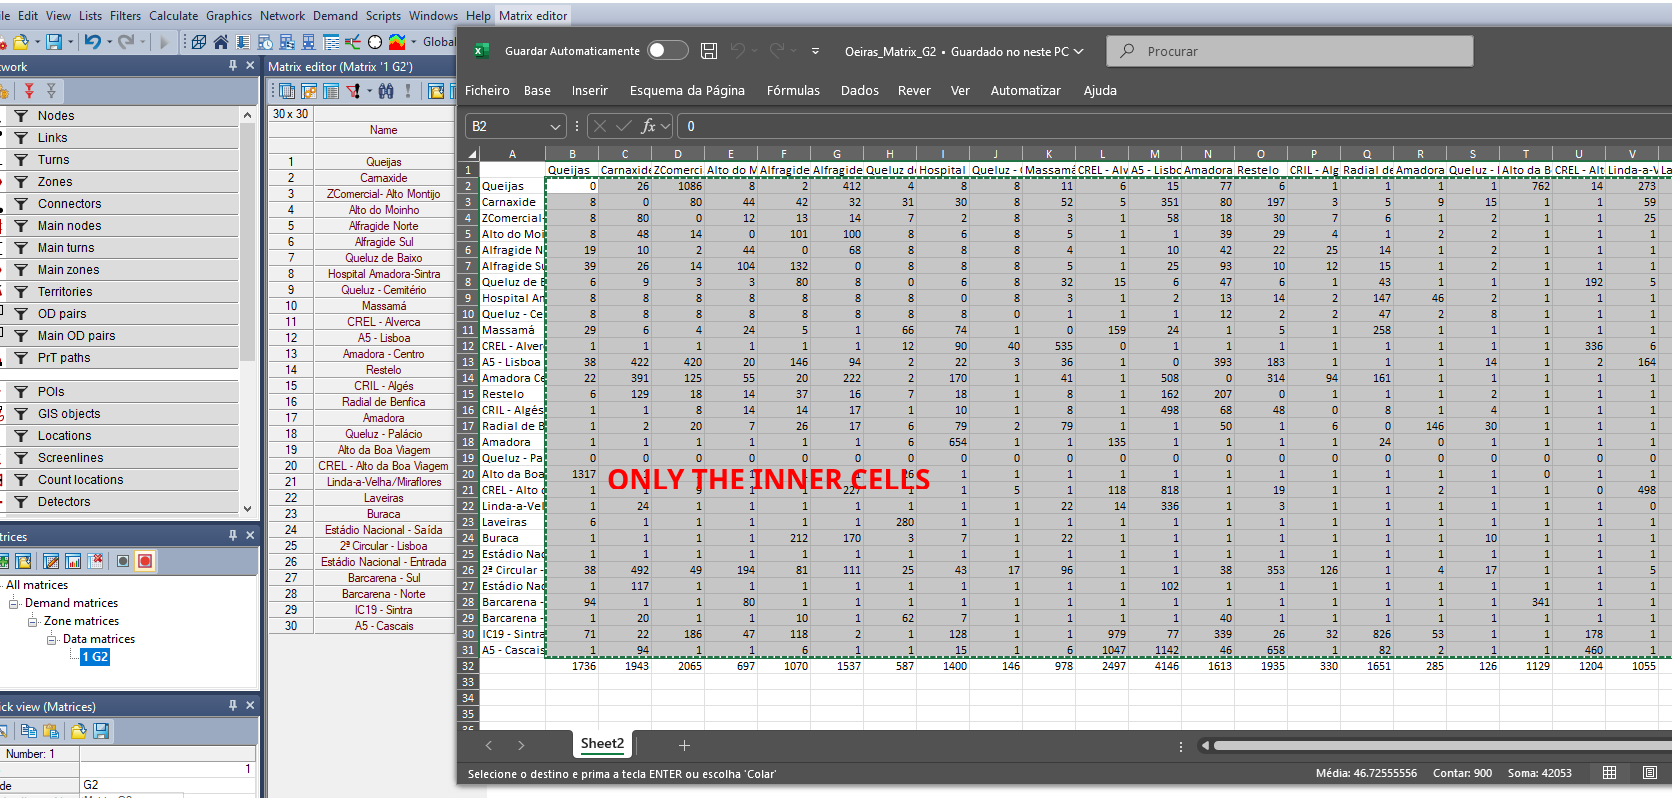 Edit View Lists Filters Calculate Graphics Network Demand Scripts Windows Help Matrix editor
Global
Matrix editor (Matrix '1 G2')
Nodes
Links
Turns
Zones
Connectors
Main nodes
Main turns
Main zones
Territories
OD pairs
Main OD pairs
PrT paths
POIs
GIS objects
Locations
Screenlines
Count locations
Detectors
All matrices
Demand matrices
Zone matrices
Data matrices
1 G2
(Matrices)
Number: 1
1
G2
30 x 30
Name
1 Queijas
2 Carnaxide
3 ZComercial- Alto Montijo
4 Alto do Moinho
5 Alfragide Norte
6 Alfragide Sul
7 Queluz de Baixo
8 Hospital Amadora-Sintra
9 Queluz - Cemitério
10 Massamá
11 CREL - Alverca
12 A5 - Lisboa
13 Amadora - Centro
14 Restelo
15 CRIL - Algés
16 Radial de Benfica
17 Amadora
18 Queluz - Palácio
19 Alto da Boa Viagem
20 CREL - Alto da Boa Viagem
21 Linda-a-Velha/Miraflores
22 Laveiras
23 Buraca
24 Estádio Nacional - Saída
25 2ª Circular - Lisboa
26 Estádio Nacional - Entrada
27 Barcarena - Sul
28 Barcarena - Norte
29 IC19 - Sintra
30 A5 - Cascais
Guardar Automaticamente
Oeiras_Matrix_G2 • Guardado no neste PC
Procurar
Ficheiro Base Inserir Esquema da Página Fórmulas Dados Rever Ver Automatizar Ajuda
B2 fx 0
A B C D E F G H I J K L M N O P Q R S T U V
1 Queijas Carnaxide ZComerci Alto do M Alfragide Alfragide Queluz de Hospital Queluz - Massamá CREL - Alv A5 - Lisbo Amadora Restelo CRIL - Alg Radial de Amadora Queluz - Alto da B CREL - Alt Linda-a-V La
2 Queijas 0 26 1086 8 2 412 4 8 8 11 6 15 77 6 1 1 1 1 762 14 273
3 Carnaxide 8 0 80 44 42 32 31 30 8 52 5 351 80 197 3 5 9 15 1 1 59
4 ZComercial- 8 80 0 12 13 14 7 2 8 3 1 58 18 30 7 6 1 2 1 1 25
5 Alto do Moi 8 48 14 0 101 100 8 6 8 5 1 1 39 29 4 1 2 2 1 1 1
6 Alfragide N 19 10 2 44 0 68 8 8 8 4 1 10 42 22 25 14 1 2 1 1 1
7 Alfragide Su 39 26 14 104 132 0 8 8 8 5 1 25 93 10 12 15 1 2 1 1 1
8 Queluz de B 6 9 3 3 80 8 0 6 8 32 15 6 47 6 1 43 1 1 1 192 5
9 Hospital An 8 8 8 8 8 8 8 0 8 3 1 2 13 14 2 147 46 2 1 1 1
10 Queluz - Ce 8 8 8 8 8 8 8 8 0 1 1 1 12 2 2 47 2 8 1 1 1
11 Massamá 29 6 4 24 5 1 66 74 1 0 159 24 1 5 1 258 1 1 1 1 1
12 CREL - Alver 1 1 1 1 1 1 12 90 40 535 0 1 1 1 1 1 1 1 1 336 6
13 A5 - Lisboa 38 422 420 20 146 94 2 22 3 36 1 0 393 183 1 1 1 14 1 2 164
14 Amadora Ce 22 391 125 55 20 222 2 170 1 41 1 508 0 314 94 161 1 1 1 1 1
15 Restelo 6 129 18 14 37 16 7 18 1 8 1 162 207 0 1 1 1 2 1 1 1
16 CRIL - Algés 1 1 8 14 14 17 1 10 1 8 1 498 68 48 0 8 1 4 1 1 1
17 Radial de B 1 2 20 7 26 17 6 79 2 79 1 1 50 1 6 0 146 30 1 1 1
18 Amadora 1 1 1 1 1 1 6 654 1 1 135 1 1 1 1 24 0 1 1 1 1
19 Queluz - Pa 0 0 0 0 0 0 0 0 0 0 0 0 0 0 0 0 0 0 0 0 0
20 Alto da Boa 1317 26 1 1 1 1 1 1 1 1 1 1 1 0 1 1
ONLY THE INNER CELLS
21 CREL - Alto 1 1 9 1 1 227 1 1 5 1 118 818 1 19 1 1 2 1 1 0 498
22 Linda-a-Vel 1 24 1 1 1 1 1 1 1 22 14 336 1 3 1 1 1 1 1 1 0
23 Laveiras 6 1 1 1 1 1 280 1 1 1 1 1 1 1 1 1 1 1 1 1 1
24 Buraca 1 1 1 1 212 170 3 7 1 22 1 1 1 1 1 1 1 10 1 1 1
25 Estádio Nac 1 1 1 1 1 1 1 1 1 1 1 1 1 1 1 1 1 1 1 1 1
26 2ª Circular - 38 492 49 194 81 111 25 43 17 96 1 1 38 353 126 1 4 17 1 1 5
27 Estádio Nac 1 117 1 1 1 1 1 1 1 1 1 102 1 1 1 1 1 1 1 1 1
28 Barcarena - 94 1 1 80 1 1 1 1 1 1 1 1 1 1 1 1 1 1 341 1 1
29 Barcarena - 1 20 1 1 10 1 62 7 1 1 1 1 40 1 1 1 1 1 1 1 1
30 IC19 - Sintra 71 22 186 47 118 2 1 128 1 1 979 77 339 26 32 826 53 1 1 178 1
31 A5 - Cascais 1 94 1 1 6 1 1 15 1 6 1047 1142 46 658 1 82 2 1 1 460 1
32 1736 1943 2065 697 1070 1537 587 1400 146 978 2497 4146 1613 1935 330 1651 285 126 1129 1204 1055
33
34
35
Sheet2
Selecione o destino e prima a tecla ENTER ou escolha 'Colar'
Média: 46.72555556 Contar: 900 Soma: 42053